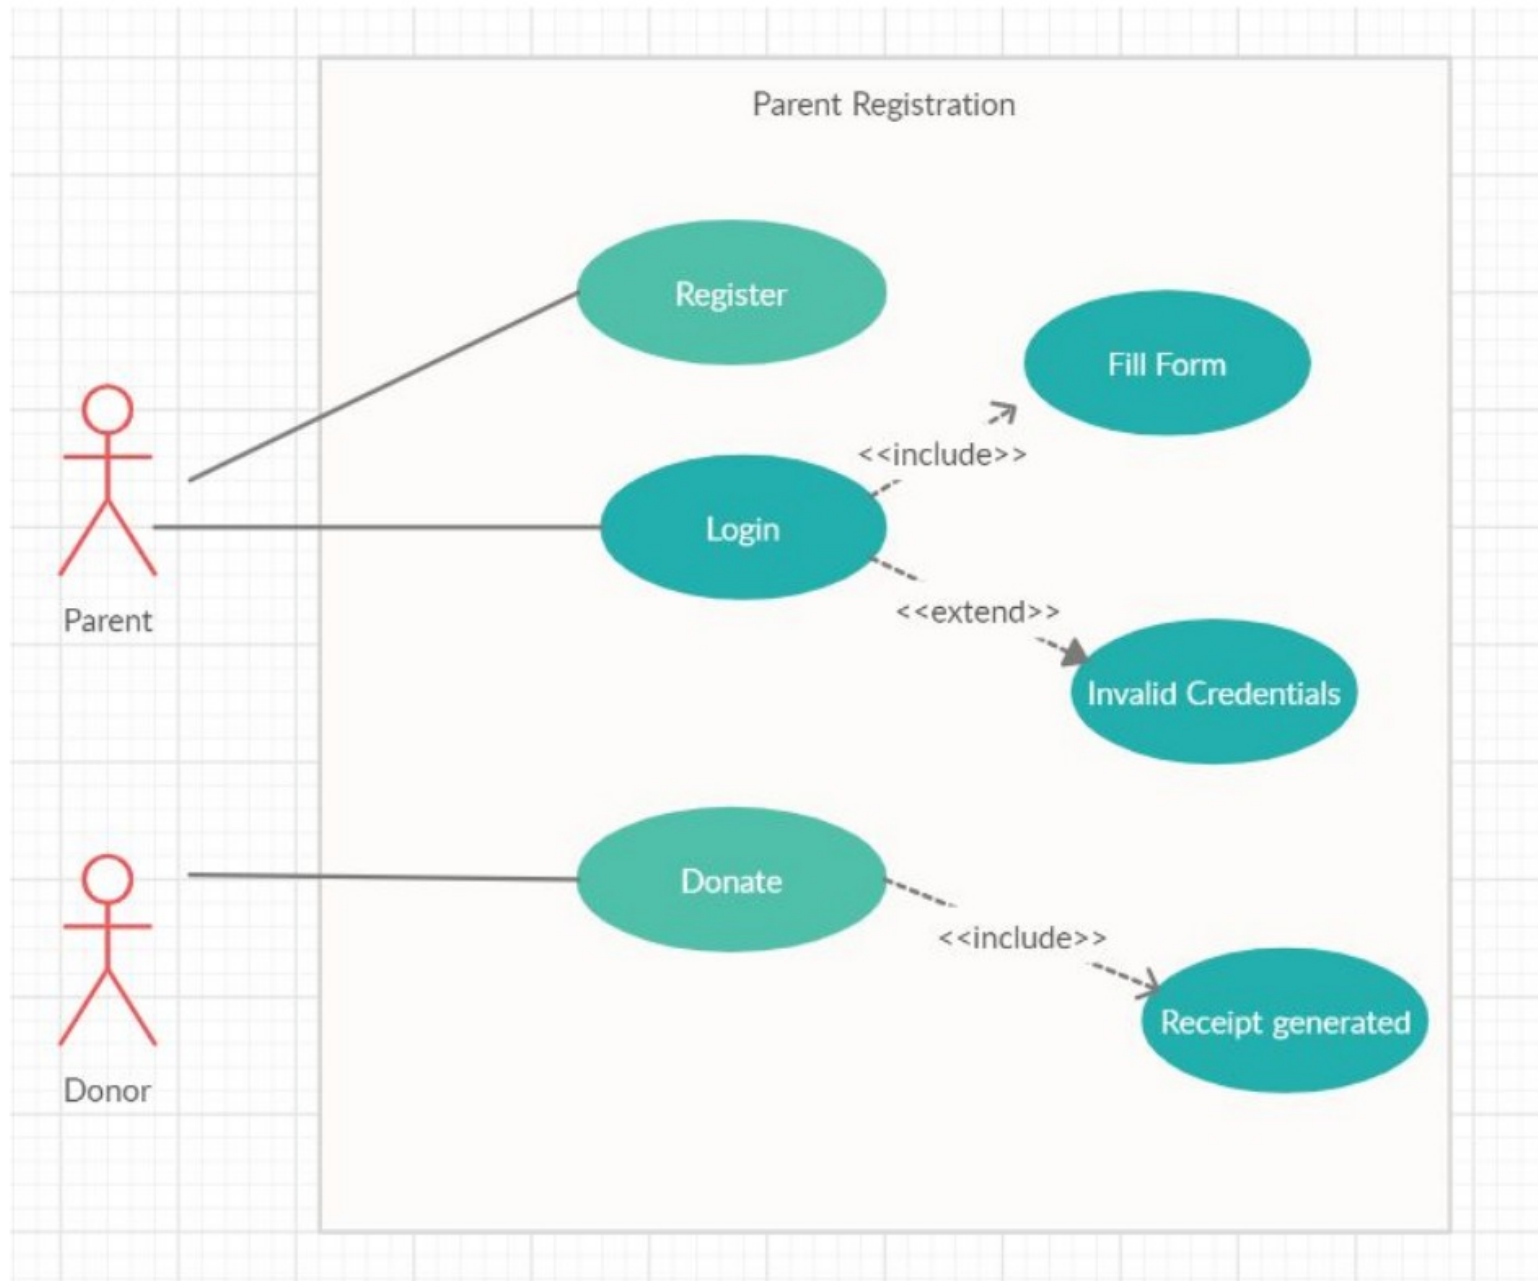 Parent Registration
Register
Fill Form
<<include>>
Login
Parent
<<extend>>
Invalid Credentials
Donate
<<include>>
Receipt generated
Donor